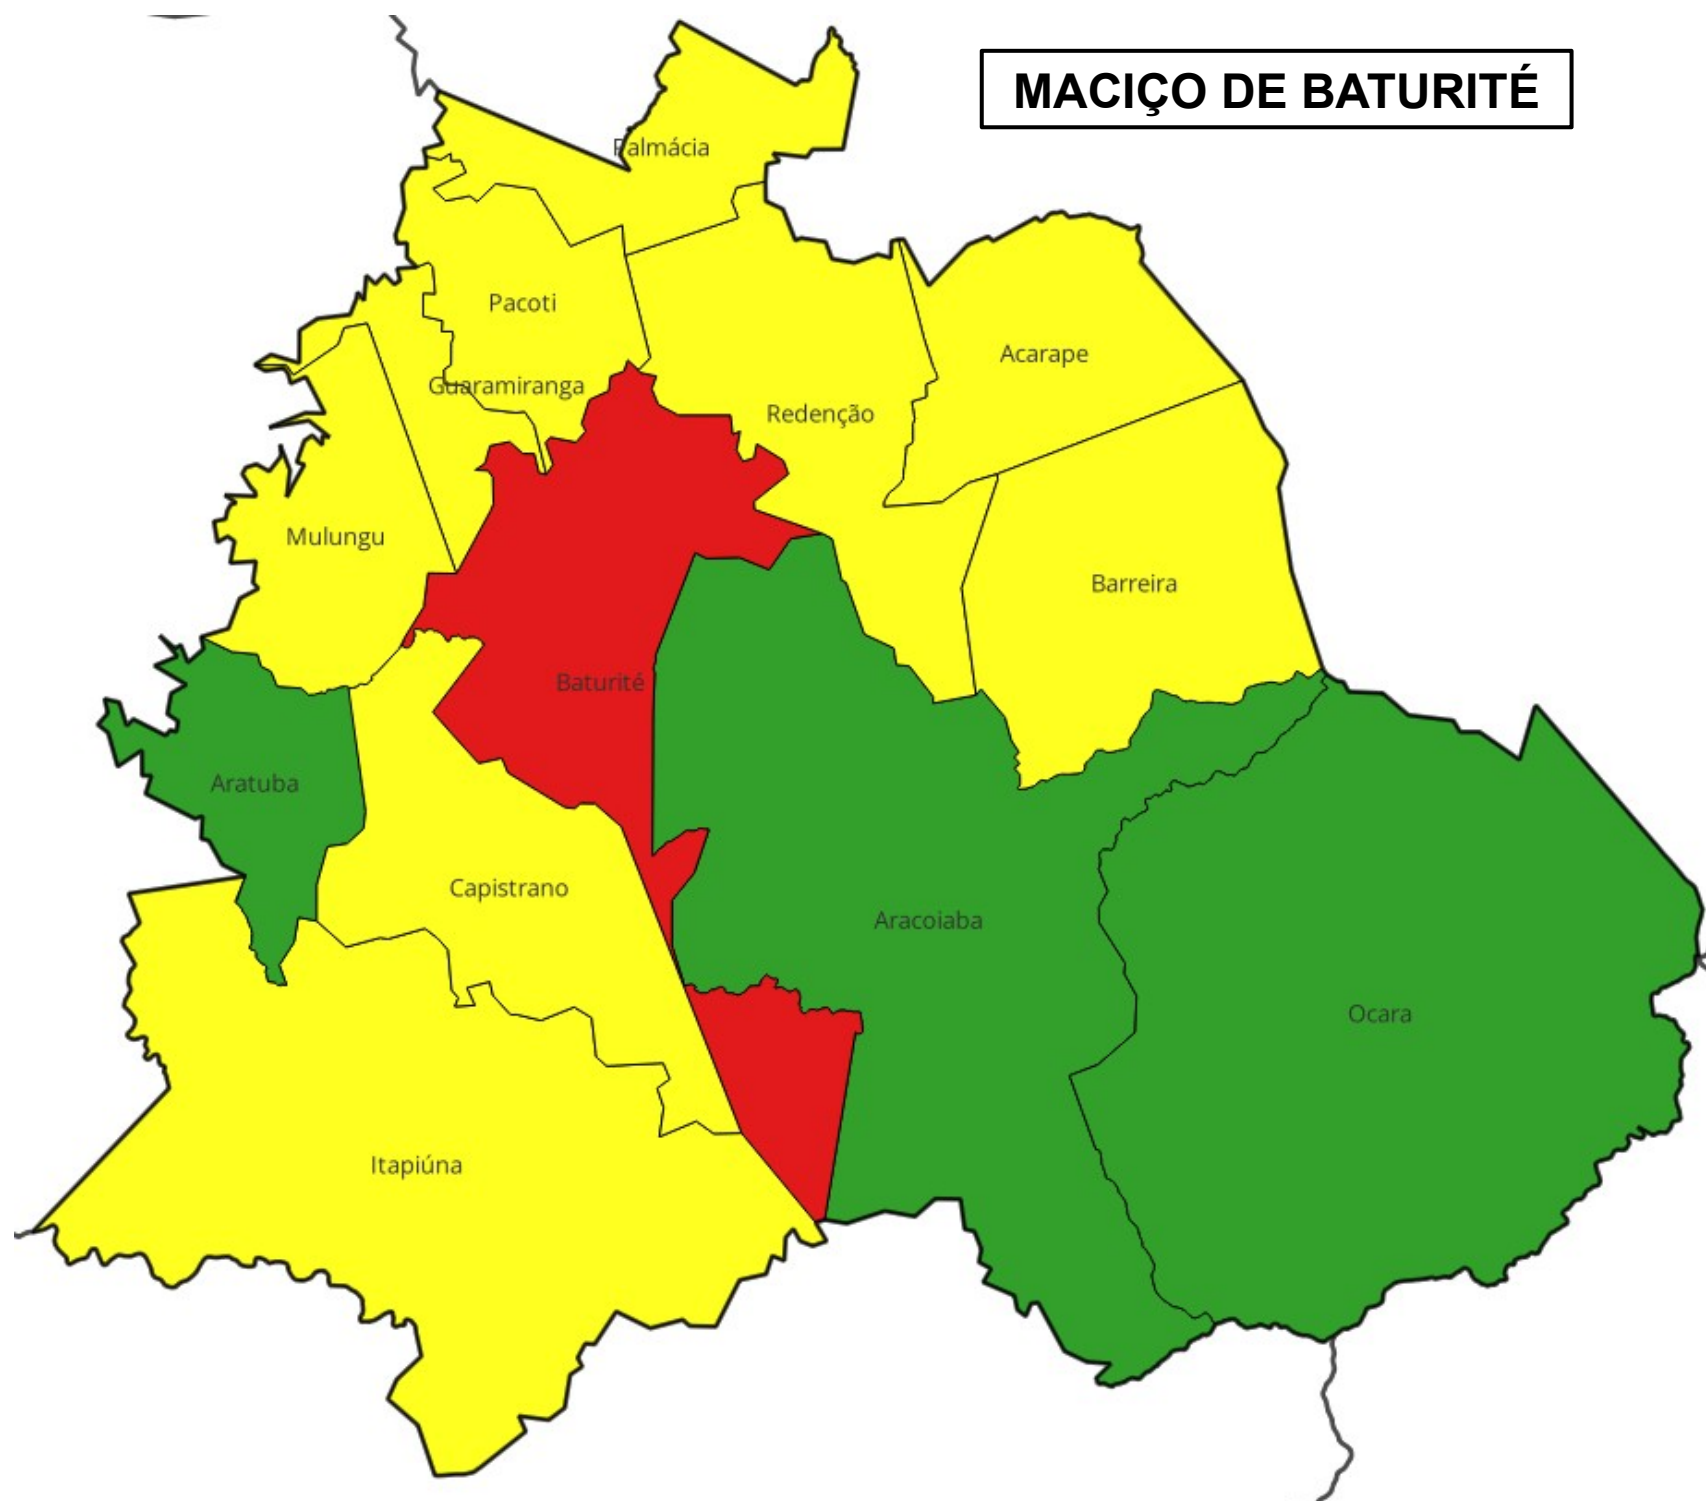 MACIÇO DE BATURITÉ
Palmácia
Pacoti
Acarape
Guaramiranga
Redenção
Mulungu
Barreira
Baturité
Aratuba
Capistrano
Aracoiaba
Ocara
Itapiúna